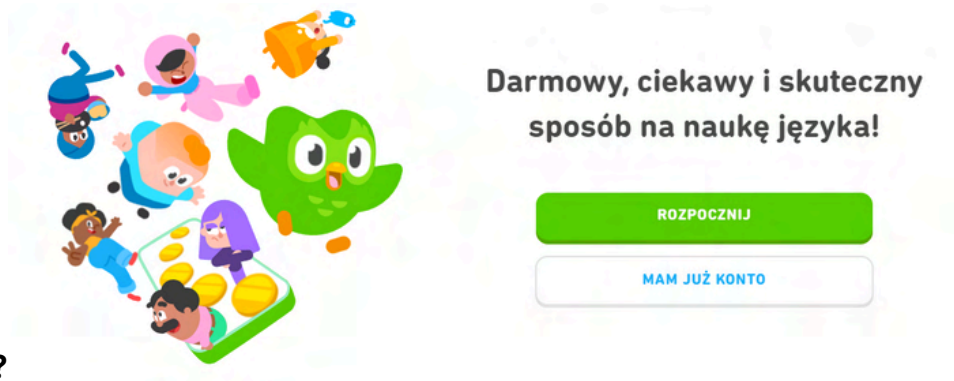 Darmowy, ciekawy i skuteczny
sposób na naukę języka!
ROZPOCZNIJ
MAM JUŻ KONTO
?